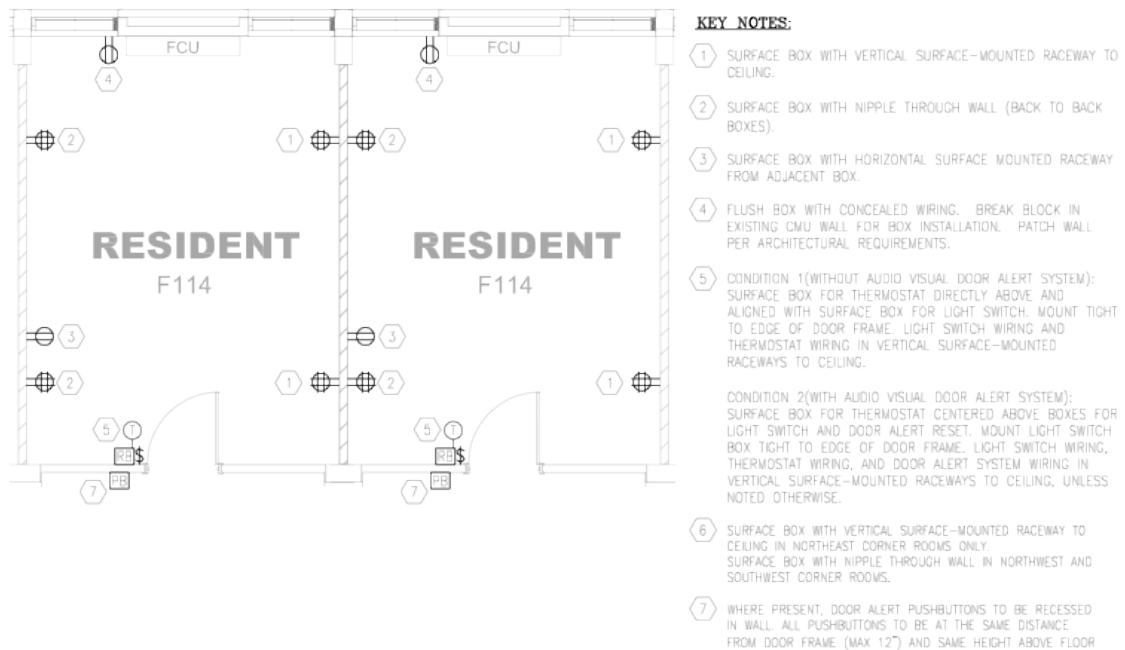 FCU
FCU
4
4
2
1
2
1
RESIDENT
F114
RESIDENT
F114
3
3
2
1
2
1
5
T
RB $
7
PB
5
T
RB $
7
PB
KEY NOTES:
1 SURFACE BOX WITH VERTICAL SURFACE-MOUNTED RACEWAY TO
CEILING.
2 SURFACE BOX WITH NIPPLE THROUGH WALL (BACK TO BACK
BOXES).
3 SURFACE BOX WITH HORIZONTAL SURFACE MOUNTED RACEWAY
FROM ADJACENT BOX.
4 FLUSH BOX WITH CONCEALED WIRING. BREAK BLOCK IN
EXISTING CMU WALL FOR BOX INSTALLATION. PATCH WALL
PER ARCHITECTURAL REQUIREMENTS.
5 CONDITION 1(WITHOUT AUDIO VISUAL DOOR ALERT SYSTEM):
SURFACE BOX FOR THERMOSTAT DIRECTLY ABOVE AND
ALIGNED WITH SURFACE BOX FOR LIGHT SWITCH. MOUNT TIGHT
TO EDGE OF DOOR FRAME. LIGHT SWITCH WIRING AND
THERMOSTAT WIRING IN VERTICAL SURFACE-MOUNTED
RACEWAYS TO CEILING.
CONDITION 2(WITH AUDIO VISUAL DOOR ALERT SYSTEM):
SURFACE BOX FOR THERMOSTAT CENTERED ABOVE BOXES FOR
LIGHT SWITCH AND DOOR ALERT RESET. MOUNT LIGHT SWITCH
BOX TIGHT TO EDGE OF DOOR FRAME. LIGHT SWITCH WIRING,
THERMOSTAT WIRING, AND DOOR ALERT SYSTEM WIRING IN
VERTICAL SURFACE-MOUNTED RACEWAYS TO CEILING, UNLESS
NOTED OTHERWISE.
6 SURFACE BOX WITH VERTICAL SURFACE-MOUNTED RACEWAY TO
CEILING IN NORTHEAST CORNER ROOMS ONLY.
SURFACE BOX WITH NIPPLE THROUGH WALL IN NORTHWEST AND
SOUTHWEST CORNER ROOMS.
7 WHERE PRESENT, DOOR ALERT PUSHBUTTONS TO BE RECESSED
IN WALL. ALL PUSHBUTTONS TO BE AT THE SAME DISTANCE
FROM DOOR FRAME (MAX 12") AND SAME HEIGHT ABOVE FLOOR